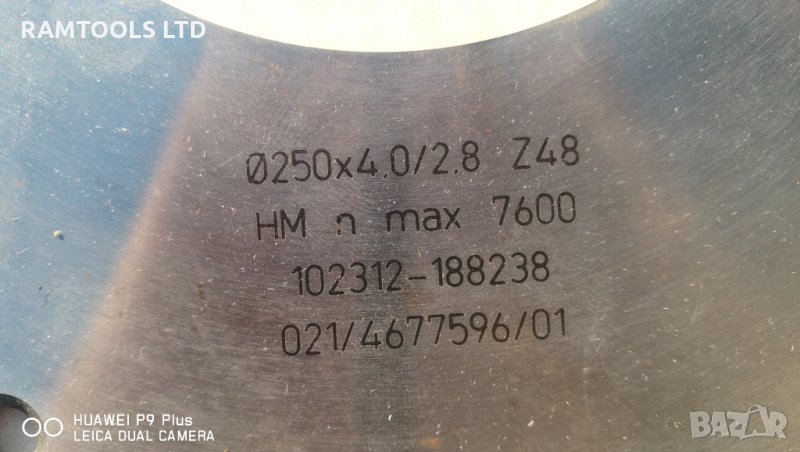 RAMTOOLS LTD
Ø250x4.0/2.8 Z48
HM n max 7600
102312-188238
021/4677596/01
HUAWEI P9 Plus
LEICA DUAL CAMERA
BAZAR